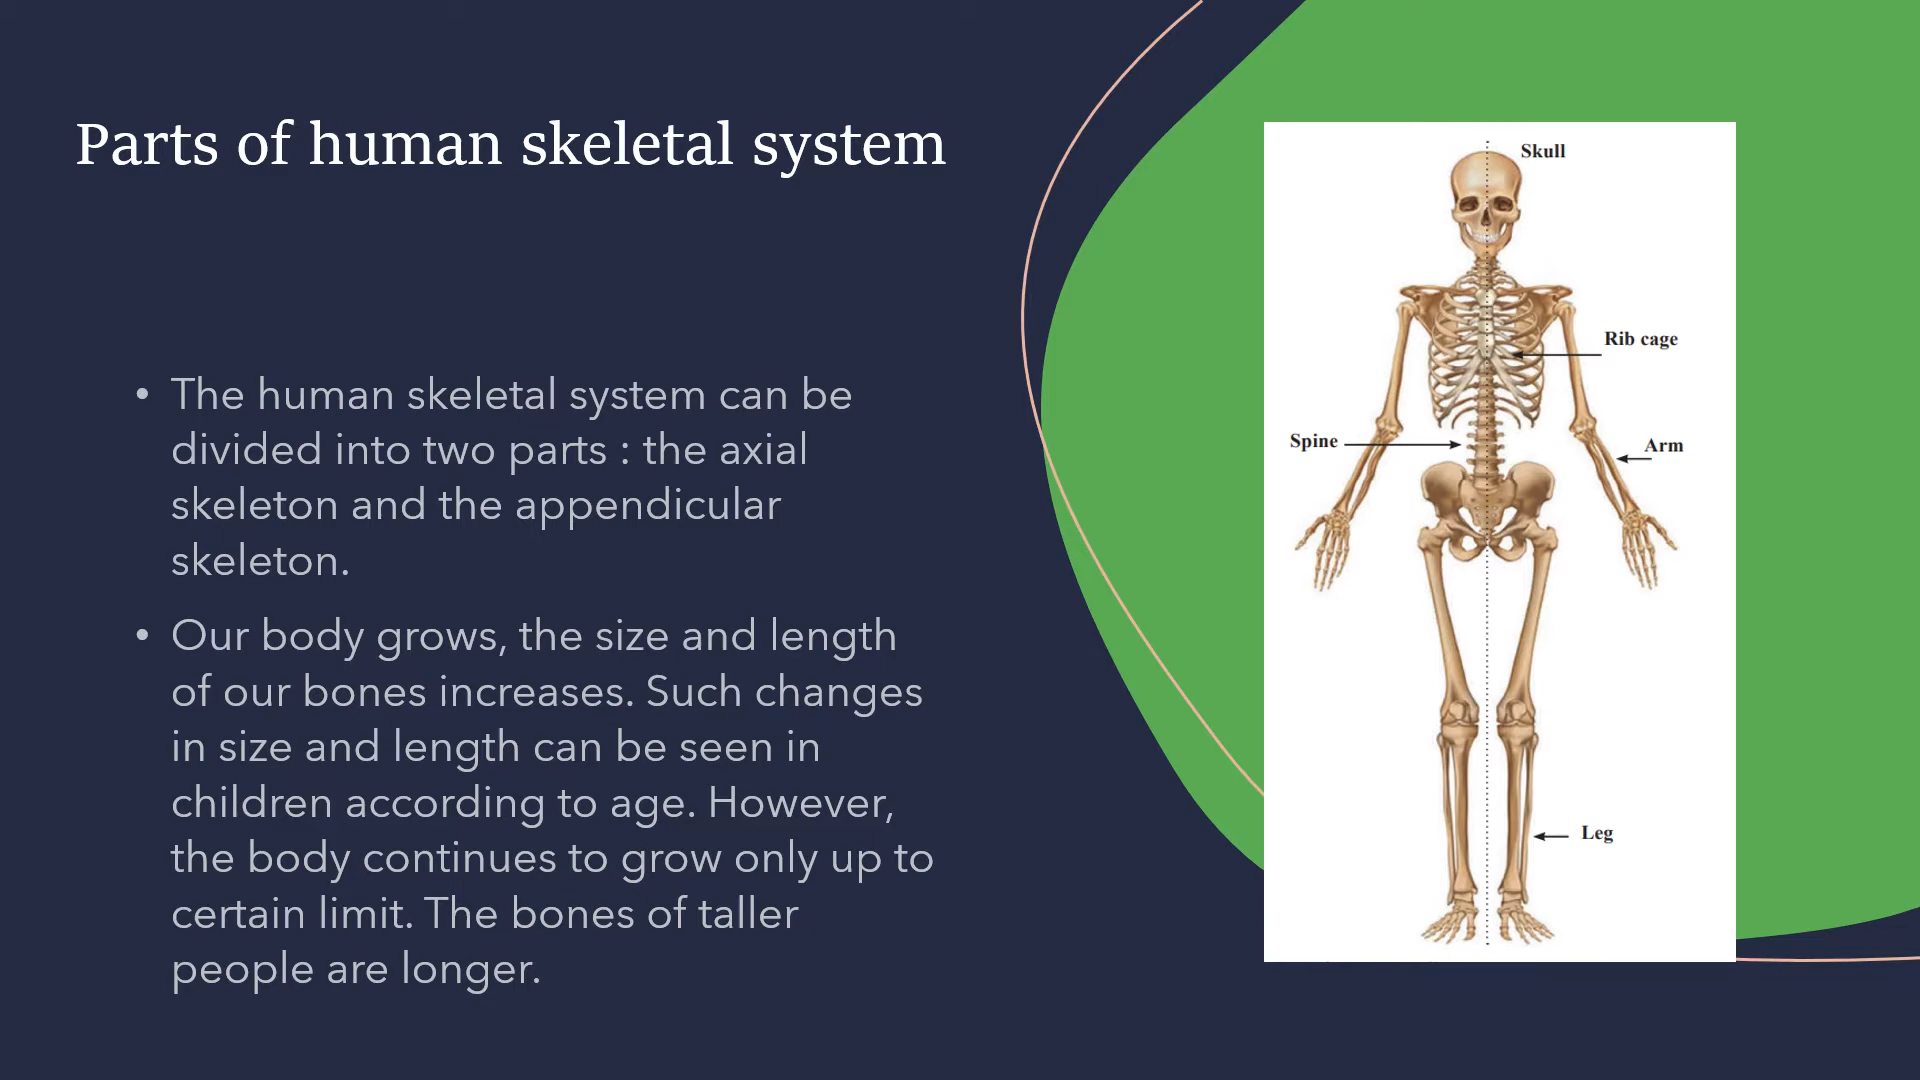 Parts of human skeletal system
• The human skeletal system can be
divided into two parts : the axial
skeleton and the appendicular
skeleton.
• Our body grows, the size and length
of our bones increases. Such changes
in size and length can be seen in
children according to age. However,
the body continues to grow only up to
certain limit. The bones of taller
people are longer.
Skull
Rib cage
Spine
Arm
Leg